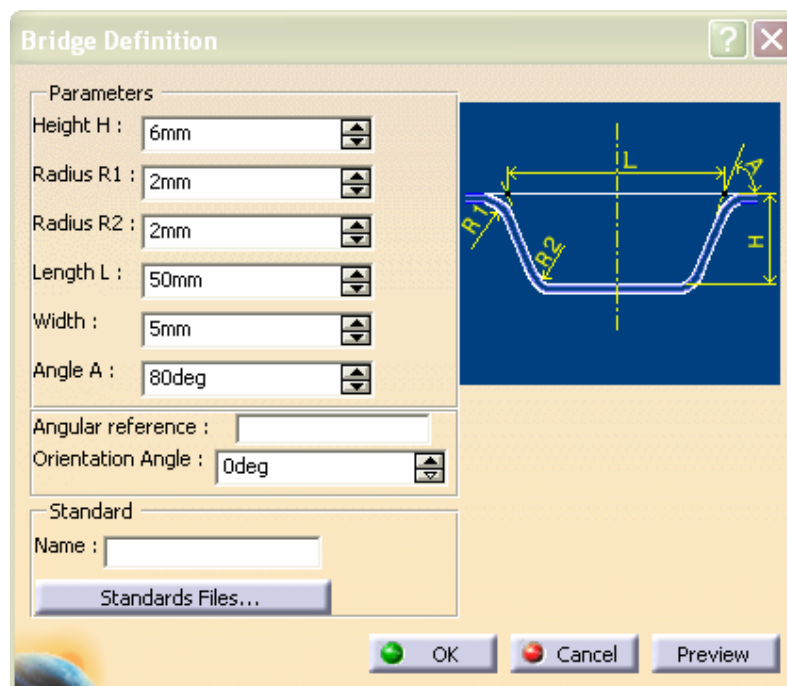 Bridge Definition
Parameters
Height H : 6mm
Radius R1 : 2mm
Radius R2 : 2mm
Length L : 50mm
Width : 5mm
Angle A : 80deg
L
A
R1
R2
H
Angular reference :
Orientation Angle : 0deg
Standard
Name :
Standards Files...
OK Cancel Preview